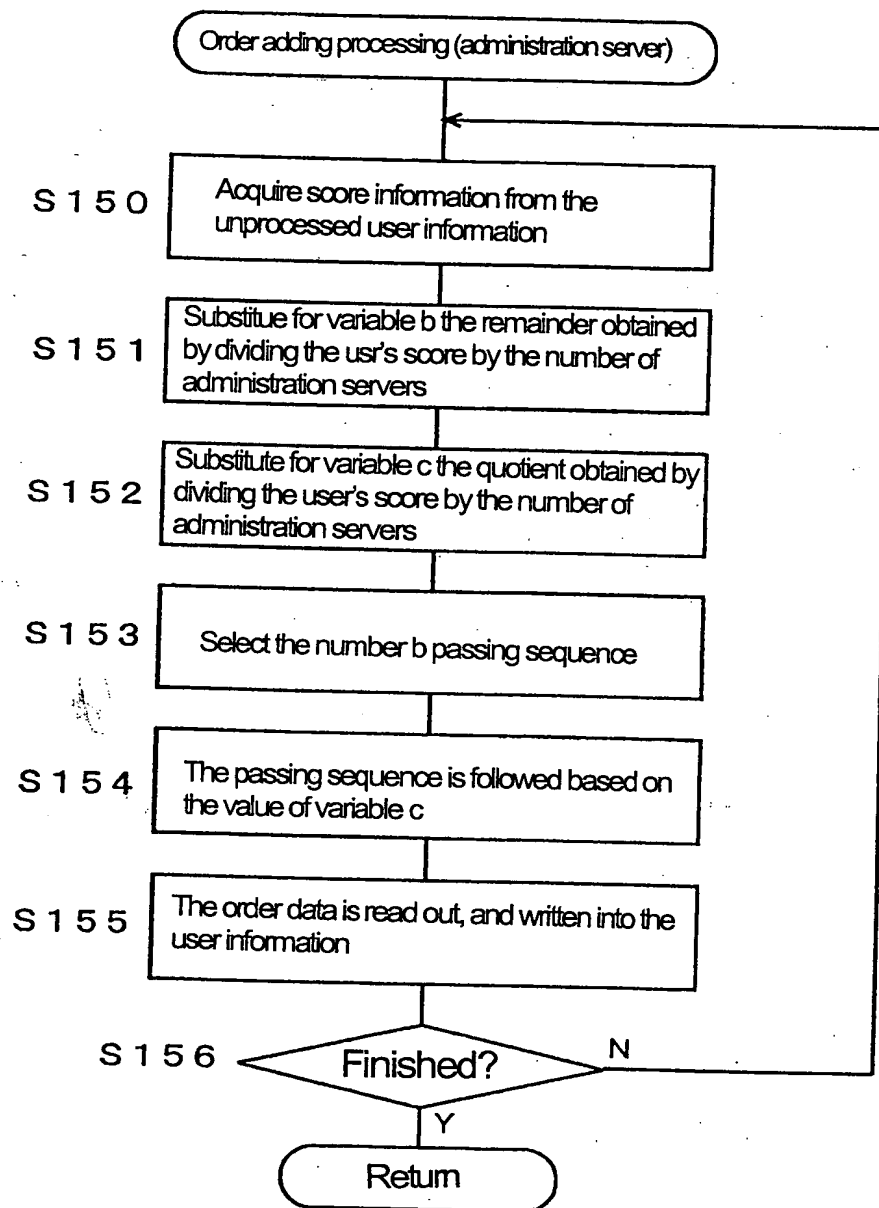 Order adding processing (administration server)
S150
Acquire score information from the
unprocessed user information
S151
Substitue for variable b the remainder obtained
by dividing the usr's score by the number of
administration servers
S152
Substitute for variable c the quotient obtained by
dividing the user's score by the number of
administration servers
S153
Select the number b passing sequence
S154
The passing sequence is followed based on
the value of variable c
S155
The order data is read out, and written into the
user information
S156
Finished?
N
Y
Return